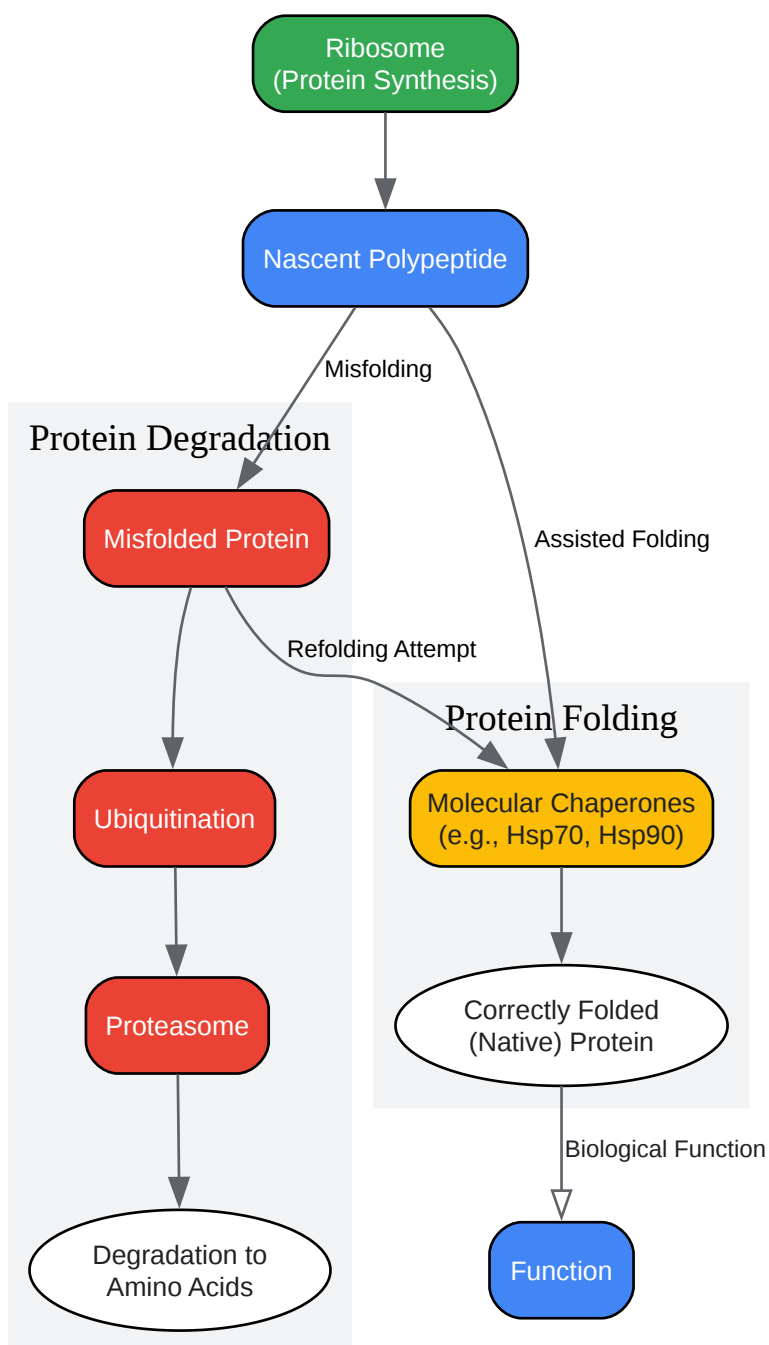 Ribosome
(Protein Synthesis)
Nascent Polypeptide
Misfolding
Protein Degradation
Misfolded Protein
Assisted Folding
Refolding Attempt
Protein Folding
Ubiquitination
Molecular Chaperones
(e.g., Hsp70, Hsp90)
Proteasome
Correctly Folded
(Native) Protein
Biological Function
Degradation to
Amino Acids
Function